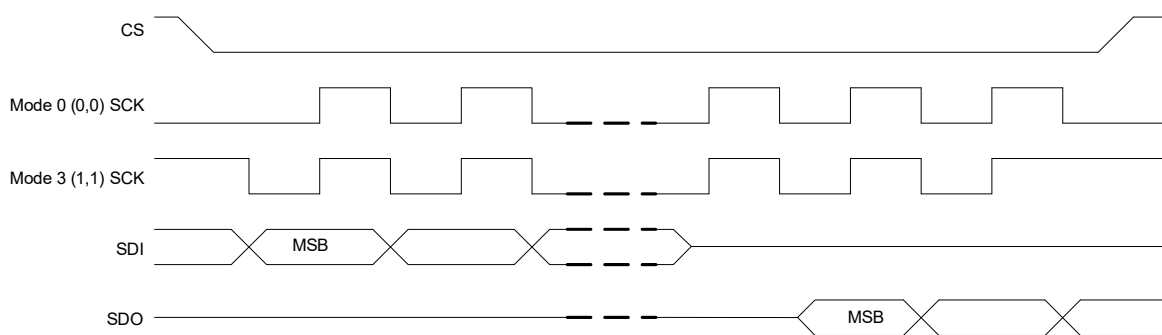 CS
Mode 0 (0,0) SCK
Mode 3 (1,1) SCK
SDI
MSB
SDO
MSB